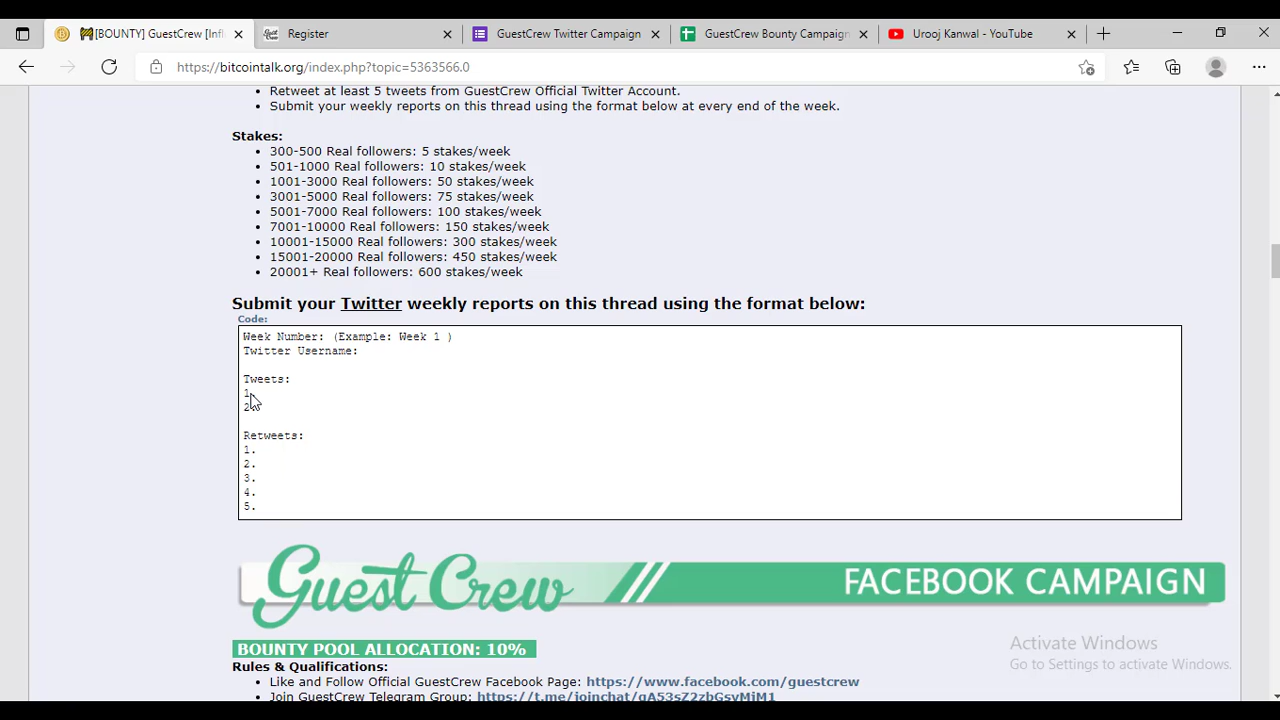 [BOUNTY] GuestCrew [Infl
Register
GuestCrew Twitter Campaign
GuestCrew Bounty Campaign
Urooj Kanwal - YouTube
https://bitcointalk.org/index.php?topic=5363566.0
Retweet at least 5 tweets from GuestCrew Official Twitter Account.
Submit your weekly reports on this thread using the format below at every end of the week.
Stakes:
300-500 Real followers: 5 stakes/week
501-1000 Real followers: 10 stakes/week
1001-3000 Real followers: 50 stakes/week
3001-5000 Real followers: 75 stakes/week
5001-7000 Real followers: 100 stakes/week
7001-10000 Real followers: 150 stakes/week
10001-15000 Real followers: 300 stakes/week
15001-20000 Real followers: 450 stakes/week
20001+ Real followers: 600 stakes/week
Submit your Twitter weekly reports on this thread using the format below:
Code:
Week Number: (Example: Week 1 )
Twitter Username:
Tweets:
1.
2.
Retweets:
1.
2.
3.
4.
5.
Guest Crew FACEBOOK CAMPAIGN
BOUNTY POOL ALLOCATION: 10%
Rules & Qualifications:
Like and Follow Official GuestCrew Facebook Page: https://www.facebook.com/guestcrew
Join GuestCrew Telegram Group:
Activate Windows
Go to Settings to activate Windows.